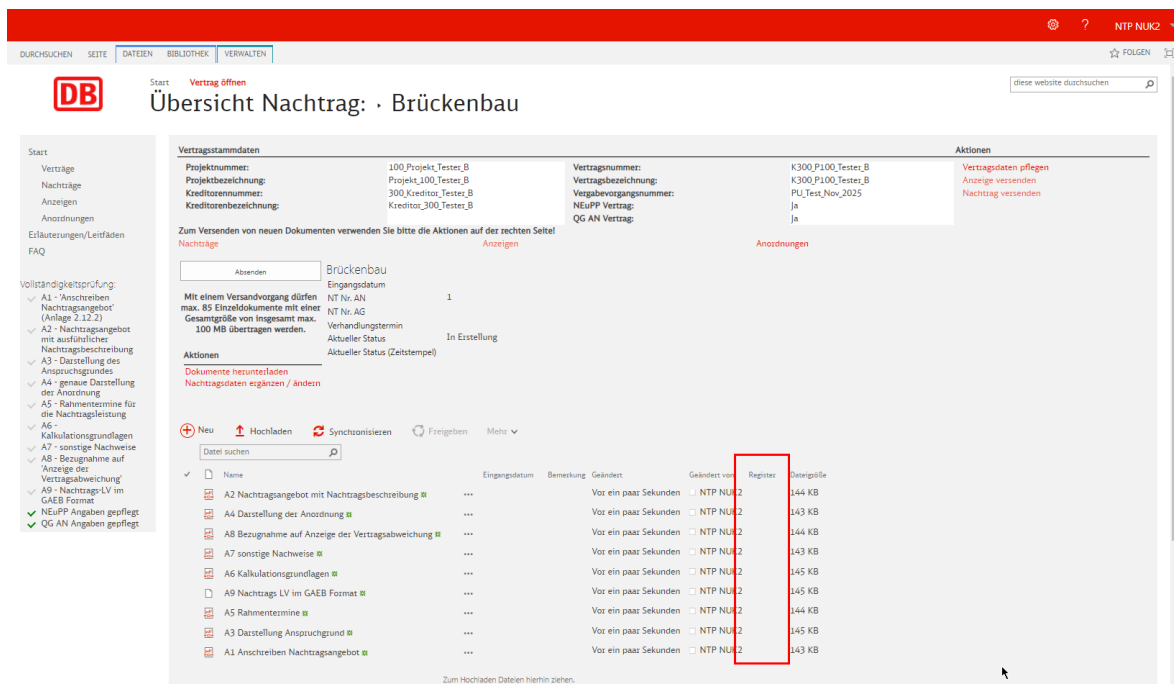 NTP NUK2
DURCHSUCHEN SEITE DATEIEN BIBLIOTHEK VERWALTEN FOLGEN
DB
Start Vertrag öffnen
diese website durchsuchen
Übersicht Nachtrag: › Brückenbau
Start
Verträge
Nachträge
Anzeigen
Anordnungen
Erläuterungen/Leitfäden
FAQ
Vollständigkeitsprüfung:
A1 - 'Anschreiben
Nachtragsangebot'
(Anlage 2.12.2)
A2 - Nachtragsangebot
mit ausführlicher
Nachtragsbeschreibung
A3 - Darstellung des
Anspruchsgrundes
A4 - genaue Darstellung
der Anordnung
A5 - Rahmentermine für
die Nachtragsleistung
A6 -
Kalkulationsgrundlagen
A7 - sonstige Nachweise
A8 - Bezugnahme auf
'Anzeige der
Vertragsabweichung'
A9 - Nachtrags-LV im
GAEB Format
NEuPP Angaben gepflegt
QG AN Angaben gepflegt
Vertragsstammdaten Aktionen
Projektnummer: 100_Projekt_Tester_B Vertragsnummer: K300_P100_Tester_B Vertragsdaten pflegen
Projektbezeichnung: Projekt_100_Tester_B Vertragsbezeichnung: K300_P100_Tester_B Anzeige versenden
Kreditorennummer: 300_Kreditor_Tester_B Vergabevorgangsnummer: PU_Test_Nov_2025 Nachtrag versenden
Kreditorenbezeichnung: Kreditor_300_Tester_B NEuPP Vertrag: Ja
QG AN Vertrag: Ja
Zum Versenden von neuen Dokumenten verwenden Sie bitte die Aktionen auf der rechten Seite!
Nachträge Anzeigen Anordnungen
Absenden
Mit einem Versandvorgang dürfen
max. 85 Einzeldokumente mit einer
Gesamtgröße von insgesamt max.
100 MB übertragen werden.
Aktionen
Dokumente herunterladen
Nachtragsdaten ergänzen / ändern
Brückenbau
Eingangsdatum
NT Nr. AN 1
NT Nr. AG
Verhandlungstermin
Aktueller Status In Erstellung
Aktueller Status (Zeitstempel)
Neu Hochladen Synchronisieren Freigeben Mehr
Datei suchen
Name Eingangsdatum Bemerkung Geändert Geändert von Register Dateigröße
A2 Nachtragsangebot mit Nachtragsbeschreibung ... Vor ein paar Sekunden NTP NUK2 144 KB
A4 Darstellung der Anordnung ... Vor ein paar Sekunden NTP NUK2 143 KB
A8 Bezugnahme auf Anzeige der Vertragsabweichung ... Vor ein paar Sekunden NTP NUK2 144 KB
A7 sonstige Nachweise ... Vor ein paar Sekunden NTP NUK2 143 KB
A6 Kalkulationsgrundlagen ... Vor ein paar Sekunden NTP NUK2 145 KB
A9 Nachtrags LV im GAEB Format ... Vor ein paar Sekunden NTP NUK2 145 KB
A5 Rahmentermine ... Vor ein paar Sekunden NTP NUK2 144 KB
A3 Darstellung Anspruchgrund ... Vor ein paar Sekunden NTP NUK2 145 KB
A1 Anschreiben Nachtragsangebot ... Vor ein paar Sekunden NTP NUK2 143 KB
Zum Hochladen Dateien hierhin ziehen.